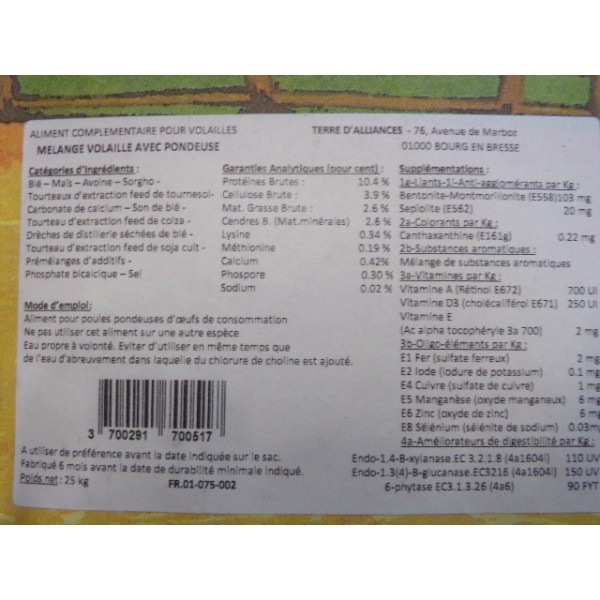 ALIMENT COMPLEMENTAIRE POUR VOLAILLES
MELANGE VOLAILLE AVEC PONDEUSE
TERRE D'ALLIANCES - 76, Avenue de Marbot
01000 BOURG EN BRESSE
Catégories d'Ingrédients :
Blé – Maïs – Avoine – Sorgho -
Tourteaux d'extraction feed de tournesol-
Carbonate de calcium – Son de blé -
Tourteau d'extraction feed de colza -
Drêches de distillerie séchées de blé -
Tourteau d'extraction feed de soja cuit -
Prémélanges d'additifs -
Phosphate bicalcique – Sel
Garanties Analytiques (pour cent) :
Protéines Brutes : 10.4 %
Cellulose Brute : 3.9 %
Mat. Grasse Brute : 2.6 %
Cendres B. (Mat.minérales) 2.6 %
Lysine 0.34 %
Méthionine 0.19 %
Calcium 0.42%
Phospore 0.30 %
Sodium 0.02 %
Supplémentations :
1g-Liants-1i-Anti-agglomérants par Kg :
Bentonite-Montmorillonite (E558)103 mg
Sepiolite (E562) 20 mg
2a-Colorants par Kg :
Canthaxanthine (E161g) 0.22 mg
2b-Substances aromatiques :
Mélange de substances aromatiques
3a-Vitamines par Kg :
Vitamine A (Rétinol E672) 700 UI
Vitamine D3 (cholécaliférol E671) 250 UI
Vitamine E
(Ac alpha tocophéryle 3a 700) 2 mg
3b-Oligo-éléments par Kg :
E1 Fer (sulfate ferreux) 2 mg
E2 Iode (iodure de potassium) 0.1 mg
E4 Cuivre (sulfate de cuivre) 1 mg
E5 Manganèse (oxyde manganeux) 6 mg
E6 Zinc (oxyde de zinc) 6 mg
E8 Sélénium (sélénite de sodium) 0.03mg
4a-Améliorateurs de digestibilité par Kg :
Endo-1.4-B-xylanase.EC 3.2.1.8 (4a1604i) 110 UV
Endo-1.3(4)-B-glucanase.EC3216 (4a1604i) 150 UV
6-phytase EC3.1.3.26 (4a6) 90 FYT
Mode d'emploi:
Aliment pour poules pondeuses d'œufs de consommation
Ne pas utiliser cet aliment sur une autre espèce
Eau propre à volonté. Eviter d'utiliser en même temps que
de l'eau d'abreuvement dans laquelle du chlorure de choline est ajouté.
3 700291 700517
A utiliser de préférence avant la date indiquée sur le sac.
Fabriqué 6 mois avant la date de durabilité minimale indiqué.
Poids net : 25 kg FR.01-075-002